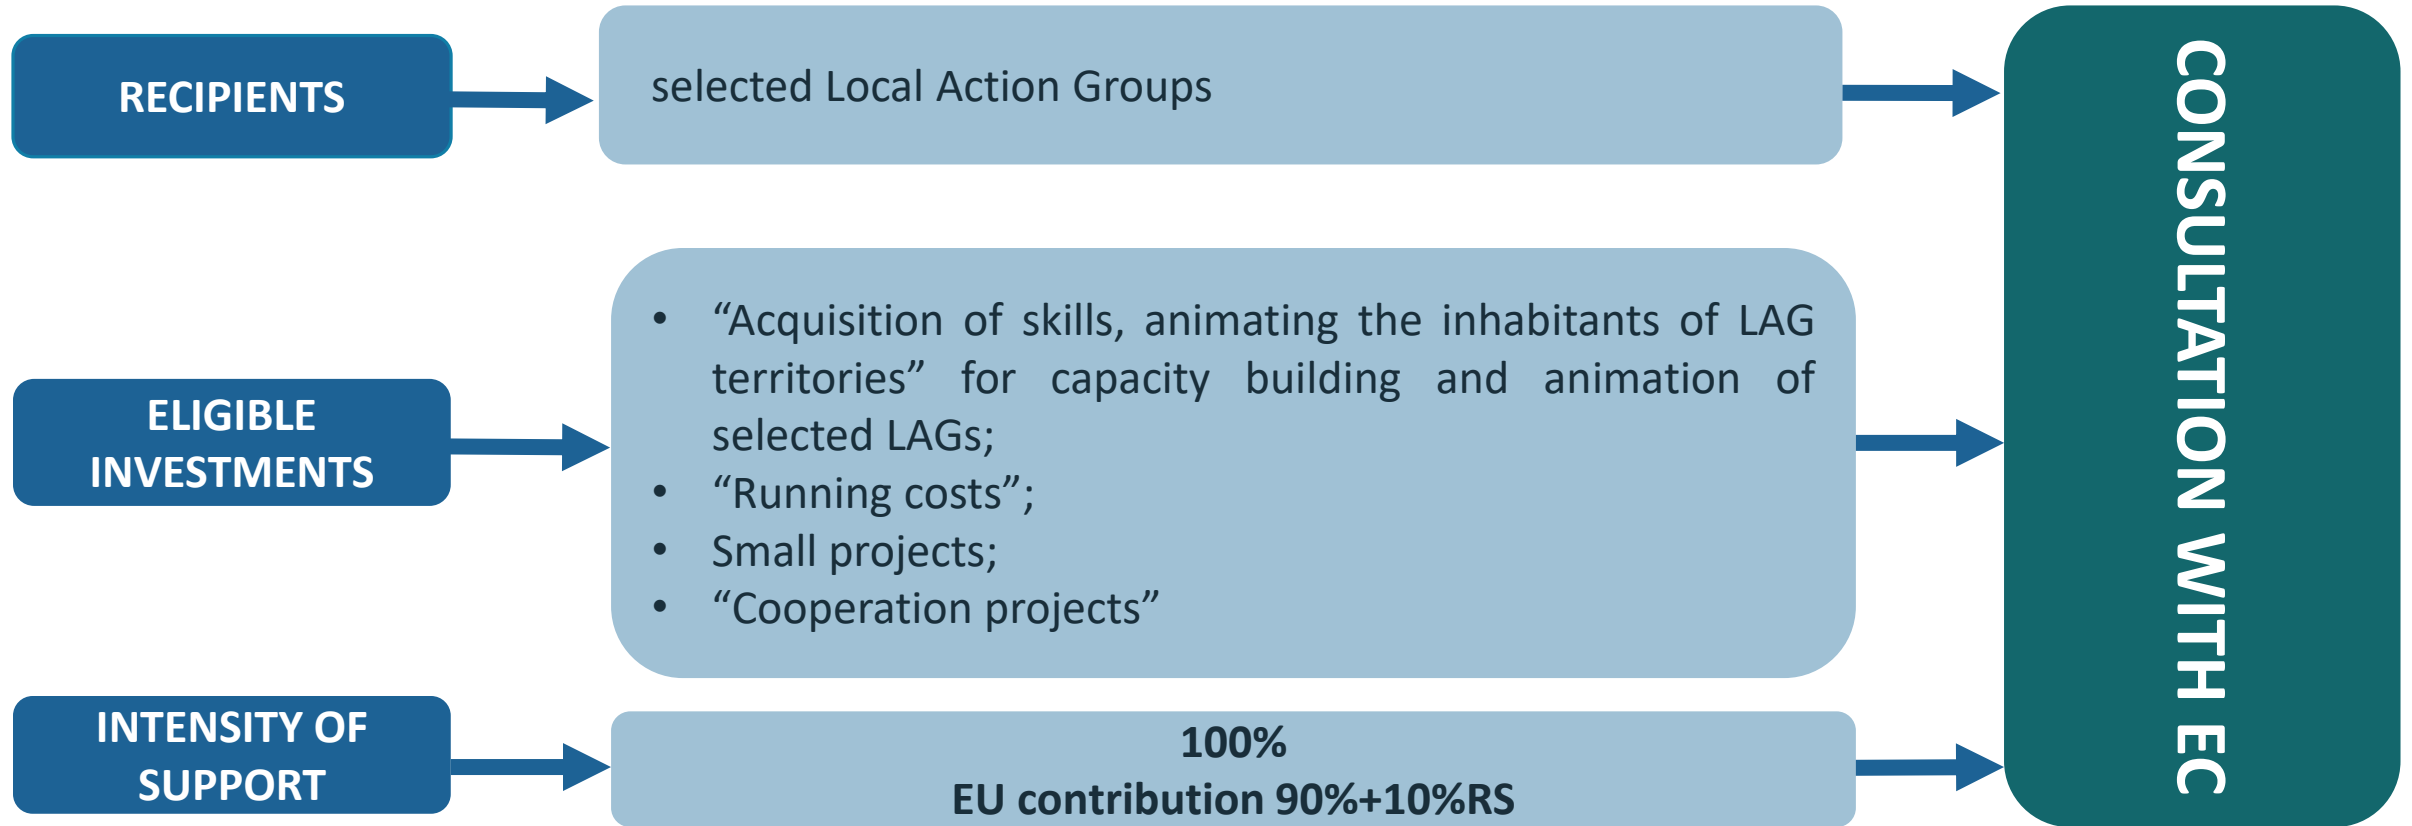 RECIPIENTS
selected Local Action Groups
ELIGIBLE
INVESTMENTS
• “Acquisition of skills, animating the inhabitants of LAG
territories” for capacity building and animation of
selected LAGs;
• “Running costs”;
• Small projects;
• “Cooperation projects”
INTENSITY OF
SUPPORT
100%
EU contribution 90%+10%RS
CONSULTATION WITH EC